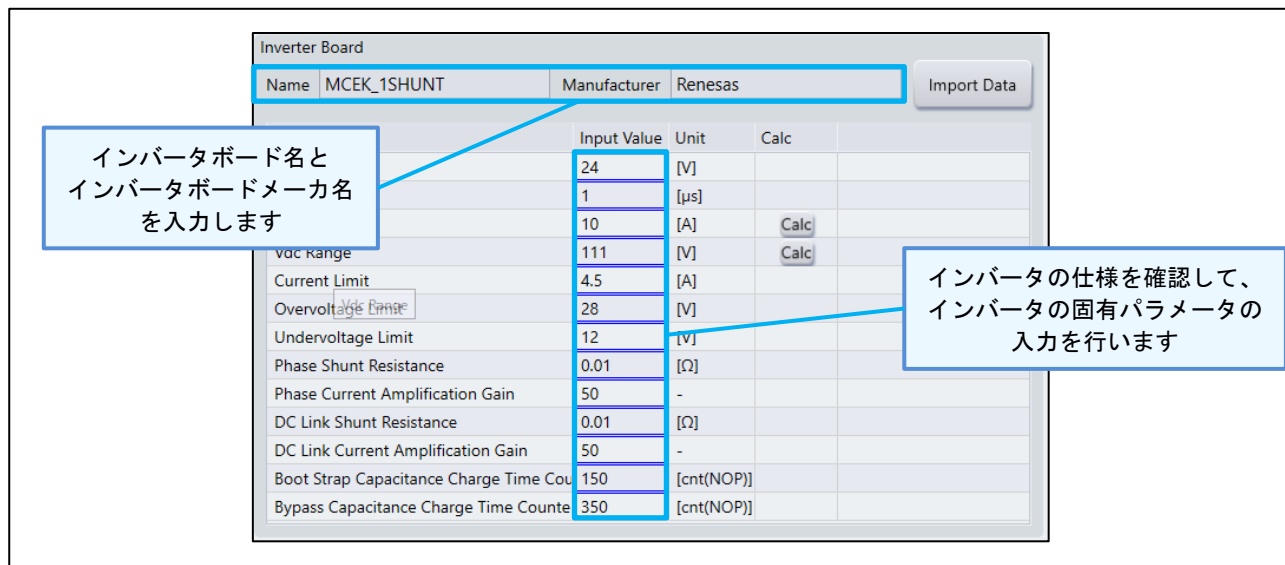 Inverter Board
Name MCEK_1SHUNT Manufacturer Renesas Import Data
Input Value Unit Calc
24 [V]
1 [μs]
10 [A] Calc
Vdc Range 111 [V] Calc
Current Limit 4.5 [A]
Overvoltage Limit 28 [V]
Vdc Range
Undervoltage Limit 12 [V]
Phase Shunt Resistance 0.01 [Ω]
Phase Current Amplification Gain 50 -
DC Link Shunt Resistance 0.01 [Ω]
DC Link Current Amplification Gain 50 -
Boot Strap Capacitance Charge Time Cou 150 [cnt(NOP)]
Bypass Capacitance Charge Time Counte 350 [cnt(NOP)]
インバータボード名と
インバータボードメーカ名
を入力します
インバータの仕様を確認して、
インバータの固有パラメータの
入力を行います